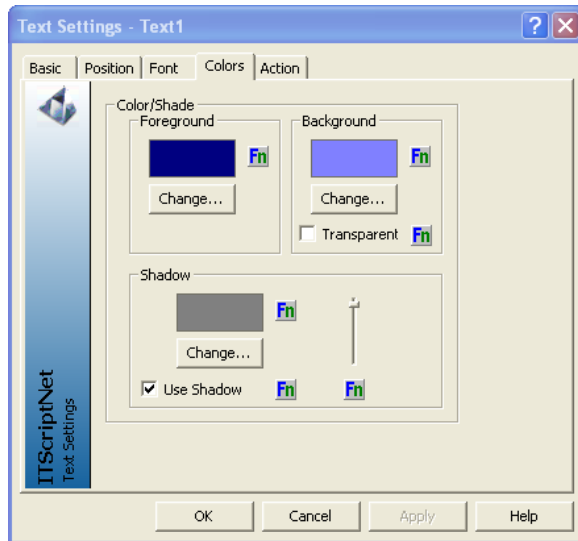 Text Settings - Text1
?
X
Basic Position Font Colors Action
Color/Shade
Foreground Background
Fn Fn
Change... Change...
Transparent Fn
Shadow
Fn
Change...
Use Shadow Fn Fn
ITScriptNet
Text Settings
OK Cancel Apply Help